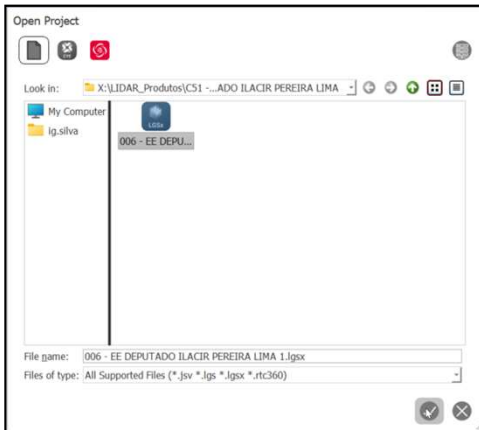 Open Project
Look in: X:\LIDAR_Produtos\C51 -...ADO ILACIR PEREIRA LIMA
My Computer
ig.silva
LGSx
006 - EE DEPU...
File name: 006 - EE DEPUTADO ILACIR PEREIRA LIMA 1.lgsx
Files of type: All Supported Files (*.jsv *.lgs *.lgsx *.rtc360)